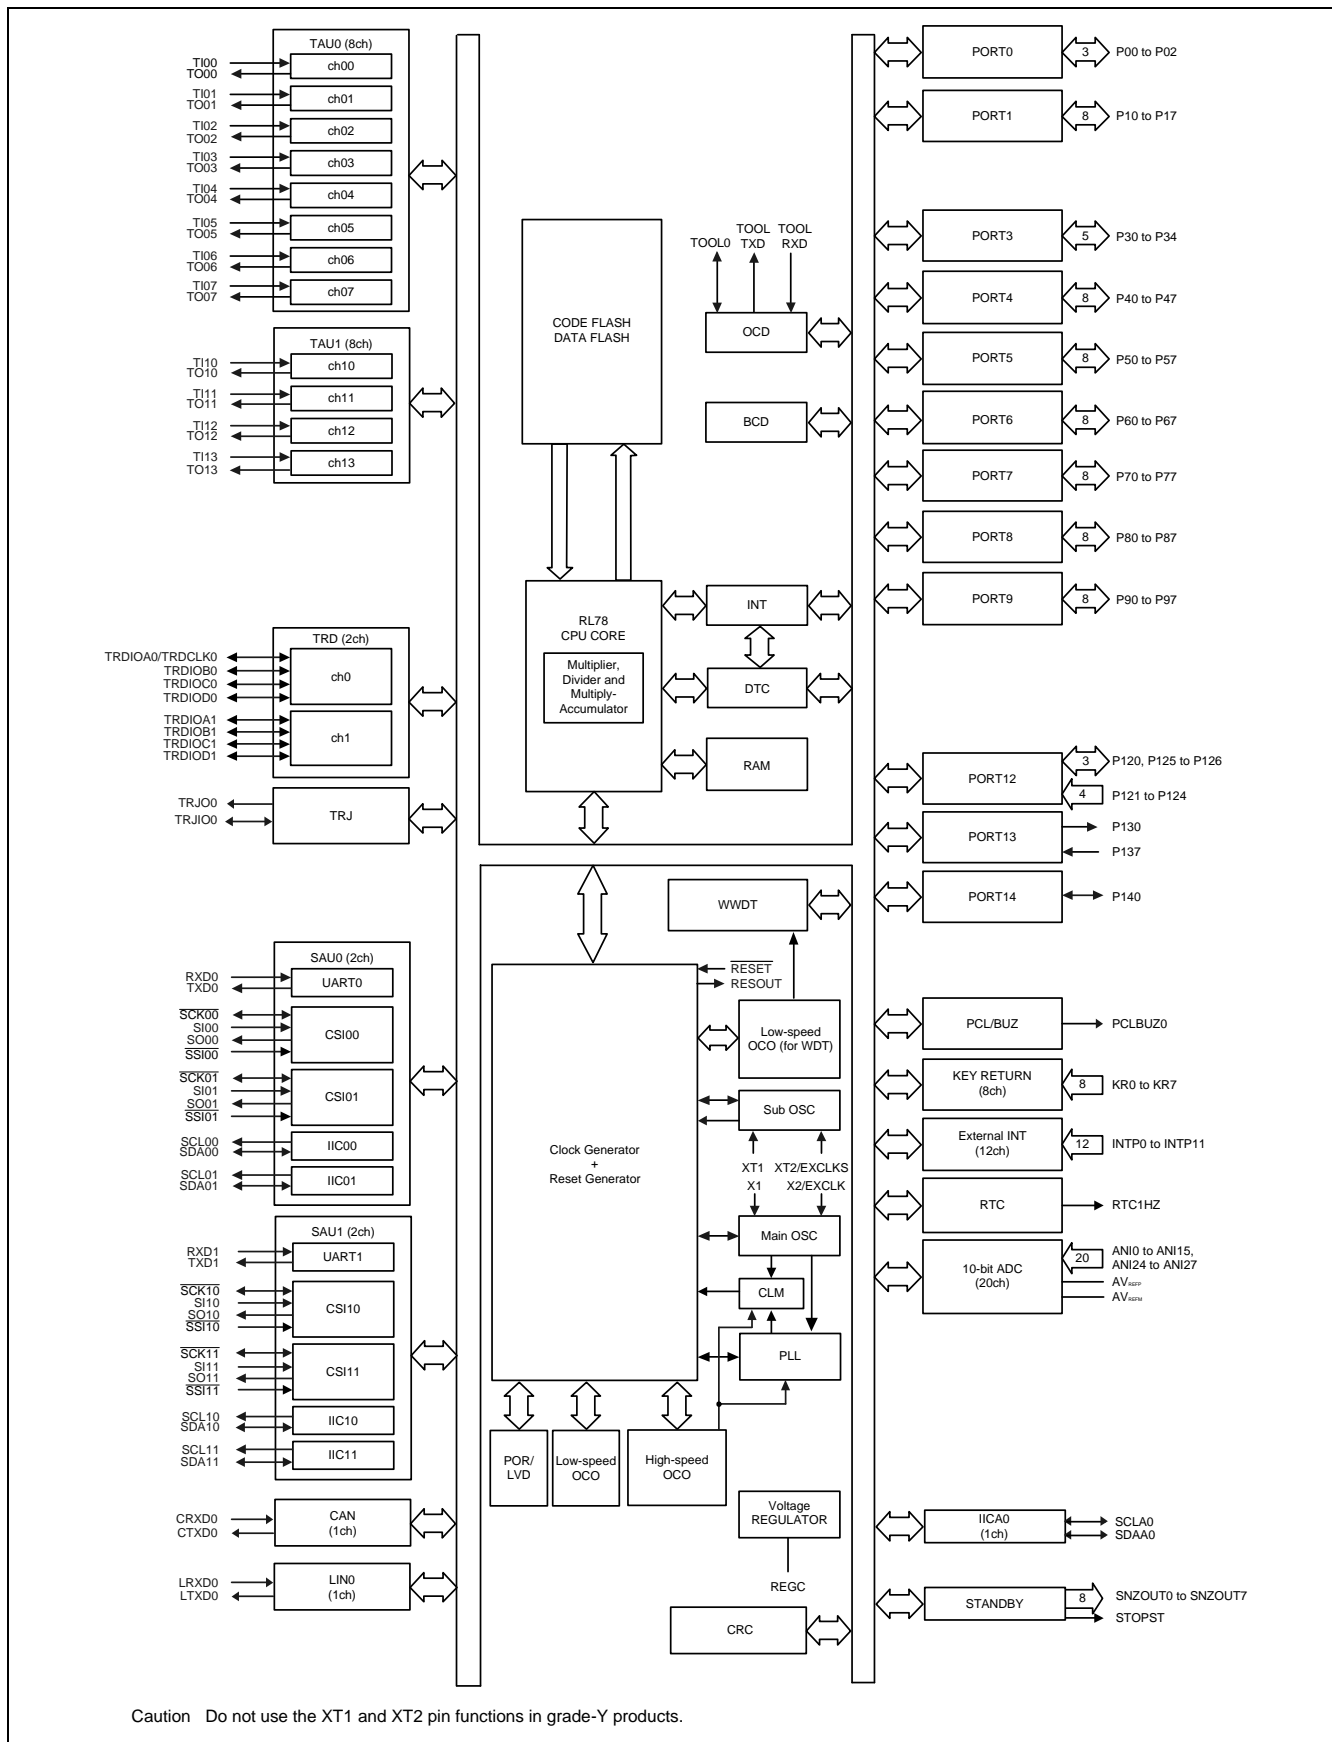 TAU0 (8ch)
TI00
TO00
ch00
TI01
TO01
ch01
TI02
TO02
ch02
TI03
TO03
ch03
TI04
TO04
ch04
TI05
TO05
ch05
TI06
TO06
ch06
TI07
TO07
ch07
TAU1 (8ch)
TI10
TO10
ch10
TI11
TO11
ch11
TI12
TO12
ch12
TI13
TO13
ch13
TRD (2ch)
TRDIOA0/TRDCLK0
TRDIOB0
TRDIOC0
TRDIOD0
ch0
TRDIOA1
TRDIOB1
TRDIOC1
TRDIOD1
ch1
TRJO0
TRJIO0
TRJ
SAU0 (2ch)
RXD0
TXD0
UART0
SCK00
SI00
SO00
SSI00
CSI00
SCK01
SI01
SO01
SSI01
CSI01
SCL00
SDA00
IIC00
SCL01
SDA01
IIC01
SAU1 (2ch)
RXD1
TXD1
UART1
SCK10
SI10
SO10
SSI10
CSI10
SCK11
SI11
SO11
SSI11
CSI11
SCL10
SDA10
IIC10
SCL11
SDA11
IIC11
CRXD0
CTXD0
CAN
(1ch)
LRXD0
LTXD0
LIN0
(1ch)
CODE FLASH
DATA FLASH
TOOL0
TOOL
TXD
TOOL
RXD
OCD
BCD
RL78
CPU CORE
Multiplier,
Divider and
Multiply-
Accumulator
INT
DTC
RAM
WWDT
RESET
RESOUT
Clock Generator
+
Reset Generator
Low-speed
OCO (for WDT)
Sub OSC
XT1 XT2/EXCLKS
X1 X2/EXCLK
Main OSC
CLM
PLL
POR/
LVD
Low-speed
OCO
High-speed
OCO
Voltage
REGULATOR
REGC
CRC
PORT0
3
P00 to P02
PORT1
8
P10 to P17
PORT3
5
P30 to P34
PORT4
8
P40 to P47
PORT5
8
P50 to P57
PORT6
8
P60 to P67
PORT7
8
P70 to P77
PORT8
8
P80 to P87
PORT9
8
P90 to P97
PORT12
3
P120, P125 to P126
4
P121 to P124
PORT13
P130
P137
PORT14
P140
PCL/BUZ
PCLBUZ0
KEY RETURN
(8ch)
8
KR0 to KR7
External INT
(12ch)
12
INTP0 to INTP11
RTC
RTC1HZ
10-bit ADC
(20ch)
20
ANI0 to ANI15,
ANI24 to ANI27
AVREFP
AVREFM
IICA0
(1ch)
SCLA0
SDAA0
STANDBY
8
SNZOUT0 to SNZOUT7
STOPST
Caution Do not use the XT1 and XT2 pin functions in grade-Y products.